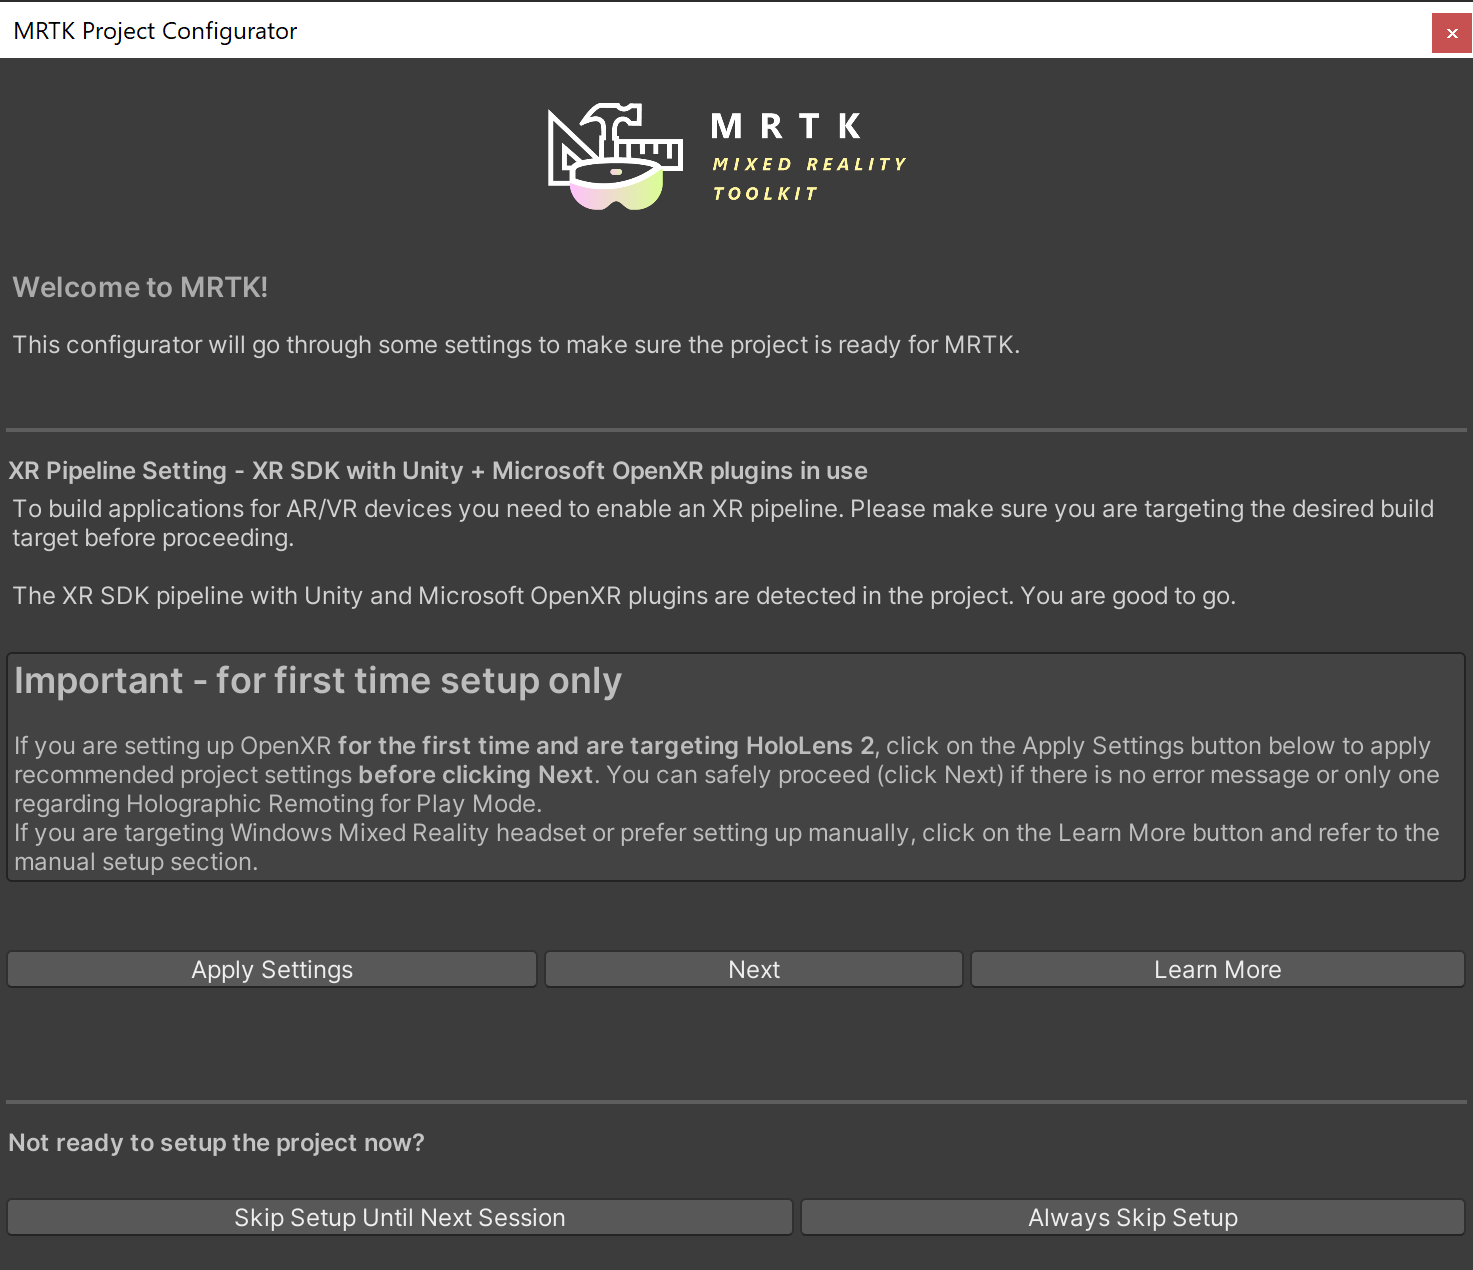 MRTK Project Configurator
MRTK
MIXED REALITY
TOOLKIT
Welcome to MRTK!
This configurator will go through some settings to make sure the project is ready for MRTK.
XR Pipeline Setting - XR SDK with Unity + Microsoft OpenXR plugins in use
To build applications for AR/VR devices you need to enable an XR pipeline. Please make sure you are targeting the desired build
target before proceeding.
The XR SDK pipeline with Unity and Microsoft OpenXR plugins are detected in the project. You are good to go.
Important - for first time setup only
If you are setting up OpenXR for the first time and are targeting HoloLens 2, click on the Apply Settings button below to apply
recommended project settings before clicking Next. You can safely proceed (click Next) if there is no error message or only one
regarding Holographic Remoting for Play Mode.
If you are targeting Windows Mixed Reality headset or prefer setting up manually, click on the Learn More button and refer to the
manual setup section.
Apply Settings
Next
Learn More
Not ready to setup the project now?
Skip Setup Until Next Session
Always Skip Setup